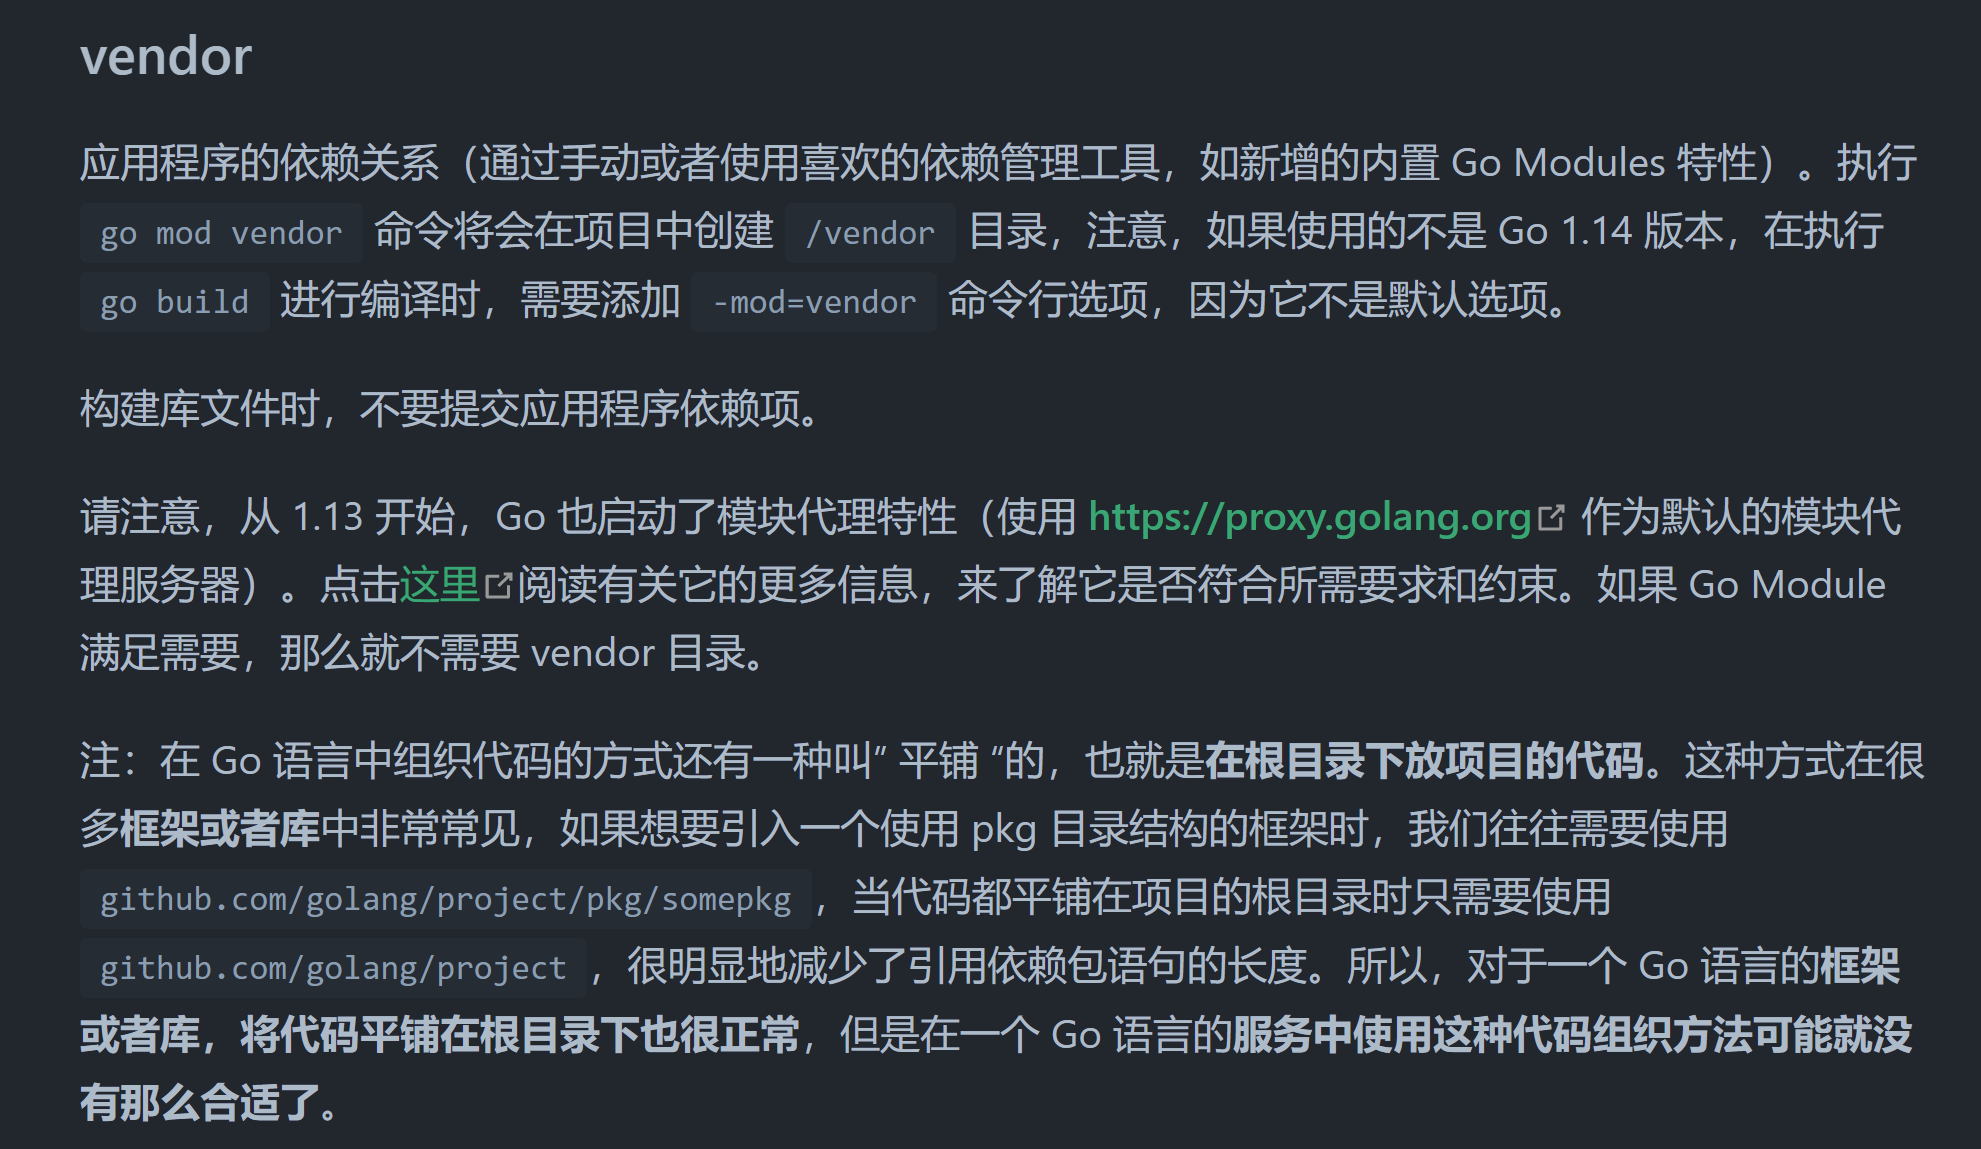 vendor
应用程序的依赖关系（通过手动或者使用喜欢的依赖管理工具，如新增的内置 Go Modules 特性）。执行
go mod vendor 命令将会在项目中创建 /vendor 目录，注意，如果使用的不是 Go 1.14 版本，在执行
go build 进行编译时，需要添加 -mod=vendor 命令行选项，因为它不是默认选项。
构建库文件时，不要提交应用程序依赖项。
请注意，从 1.13 开始，Go 也启动了模块代理特性（使用 https://proxy.golang.org 作为默认的模块代
理服务器）。点击这里阅读有关它的更多信息，来了解它是否符合所需要求和约束。如果 Go Module
满足需要，那么就不需要 vendor 目录。
注：在 Go 语言中组织代码的方式还有一种叫” 平铺 “的，也就是在根目录下放项目的代码。这种方式在很
多框架或者库中非常常见，如果想要引入一个使用 pkg 目录结构的框架时，我们往往需要使用
github.com/golang/project/pkg/somepkg ，当代码都平铺在项目的根目录时只需要使用
github.com/golang/project ，很明显地减少了引用依赖包语句的长度。所以，对于一个 Go 语言的框架
或者库，将代码平铺在根目录下也很正常，但是在一个 Go 语言的服务中使用这种代码组织方法可能就没
有那么合适了。